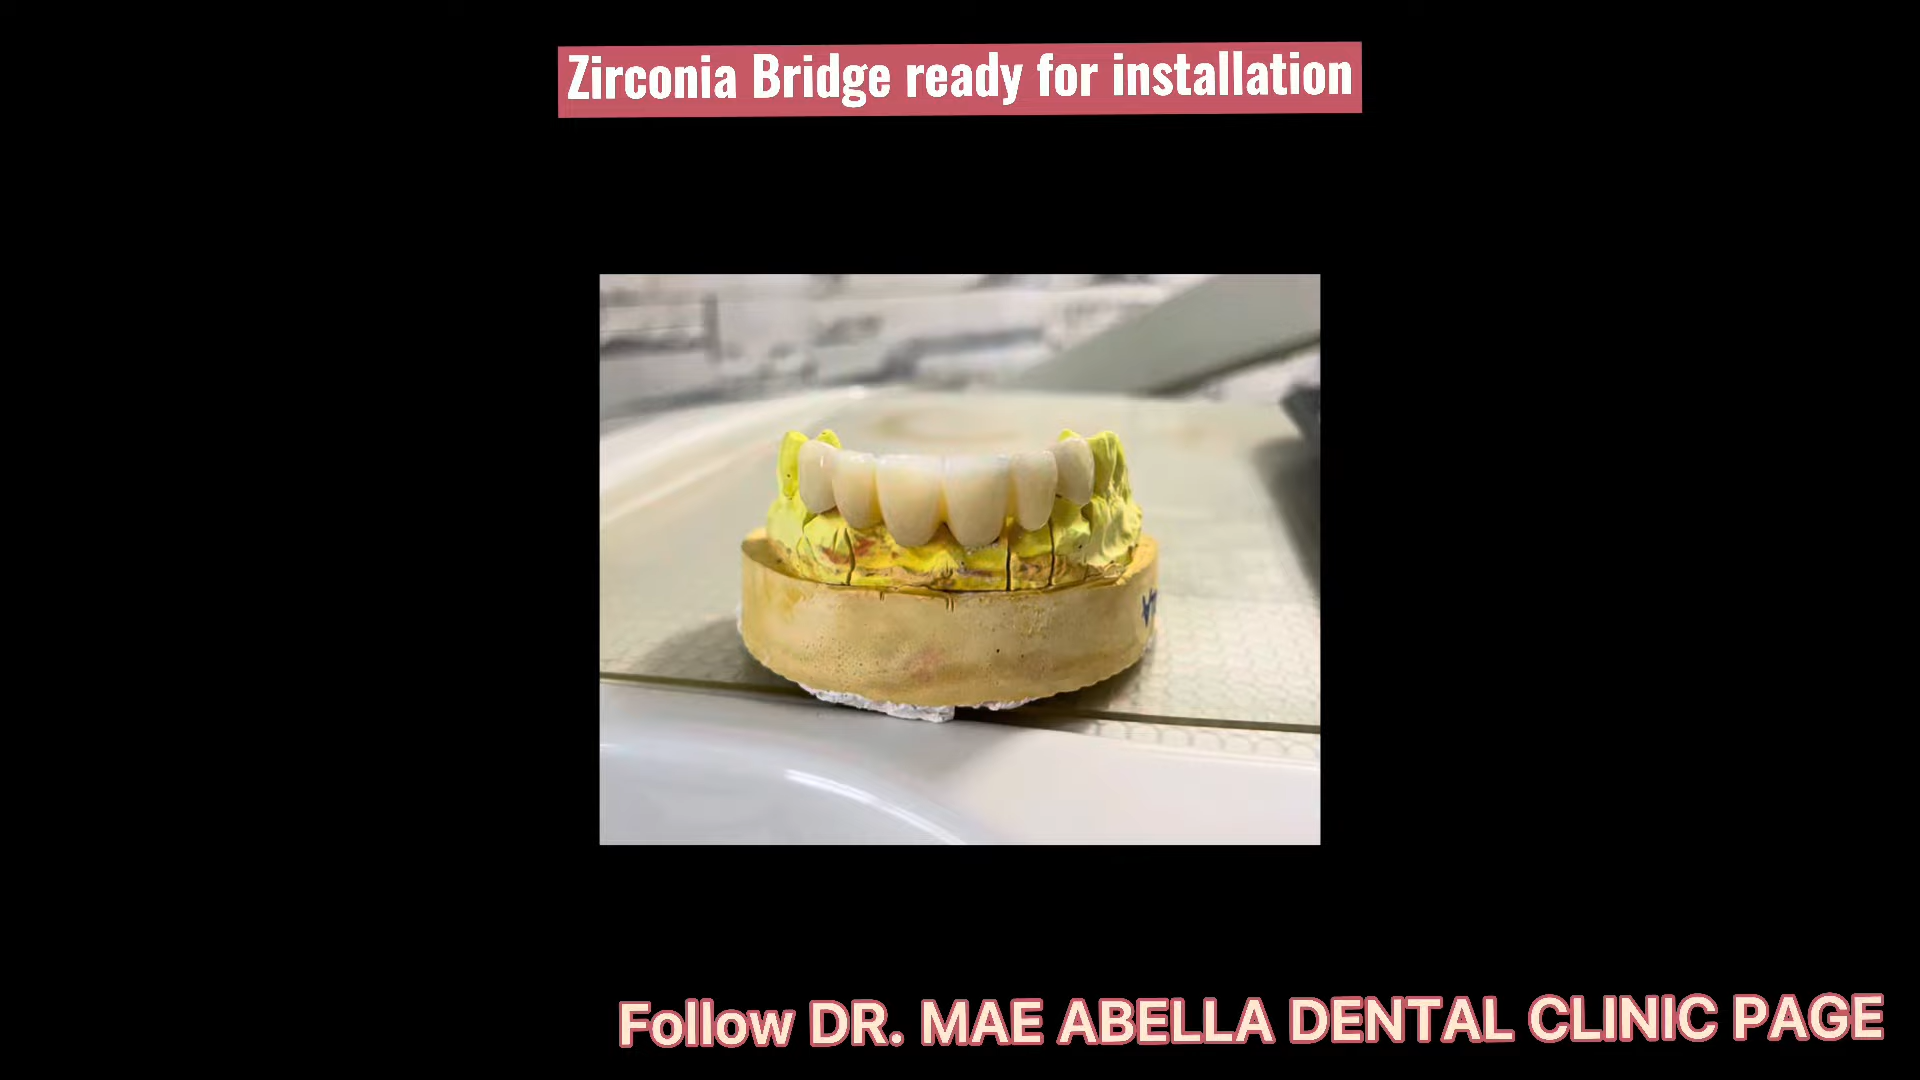 Zirconia Bridge ready for installation
Follow DR. MAE ABELLA DENTAL CLINIC PAGE